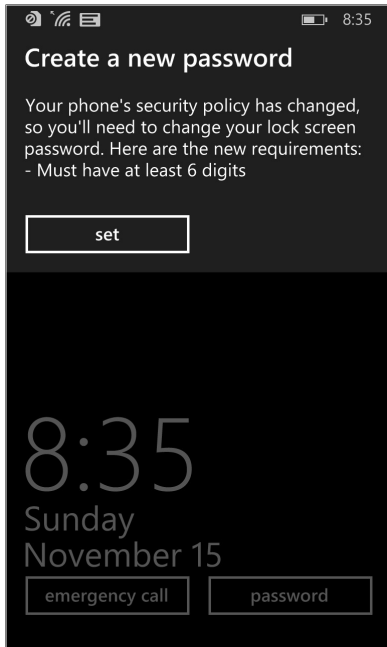 8:35
Create a new password
Your phone's security policy has changed,
so you'll need to change your lock screen
password. Here are the new requirements:
- Must have at least 6 digits
set
8:35
Sunday
November 15
emergency call
password